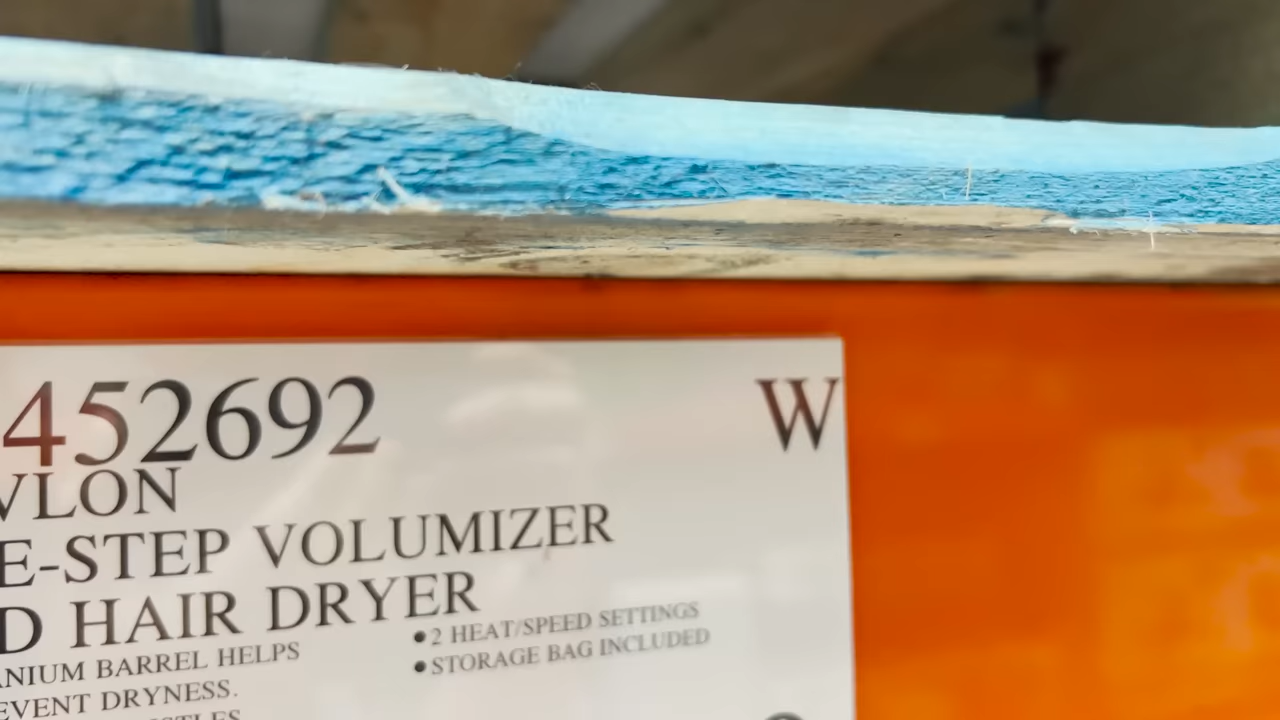 452692
W
VLON
E-STEP VOLUMIZER
D HAIR DRYER
ANIUM BARREL HELPS
EVENT DRYNESS.
●2 HEAT/SPEED SETTINGS
●STORAGE BAG INCLUDED